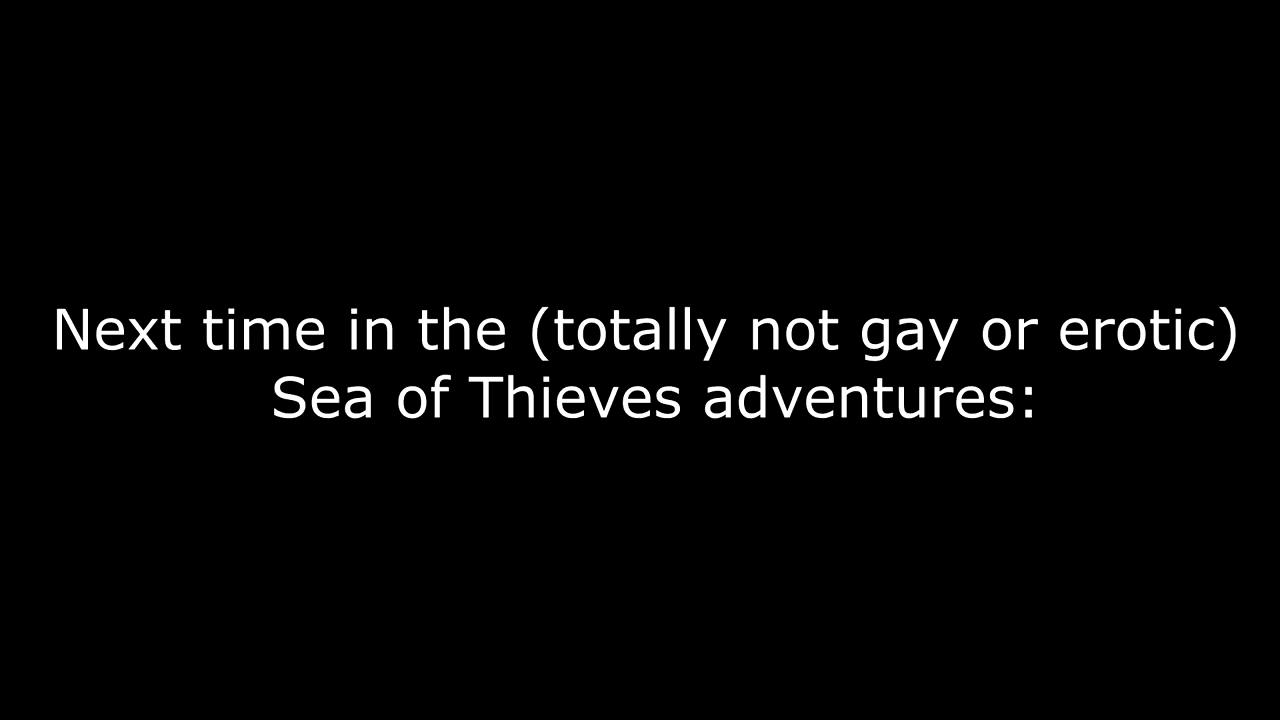 Next time in the (totally not gay or erotic)
Sea of Thieves adventures: